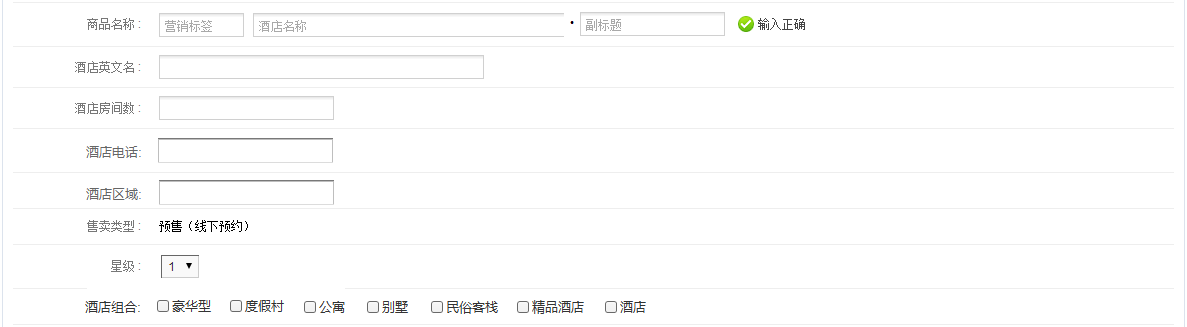 商品名称： 营销标签 酒店名称 · 副标题 输入正确
酒店英文名：
酒店房间数：
酒店电话:
酒店区域:
售卖类型： 预售（线下预约）
星级： 1
酒店组合: 豪华型 度假村 公寓 别墅 民俗客栈 精品酒店 酒店